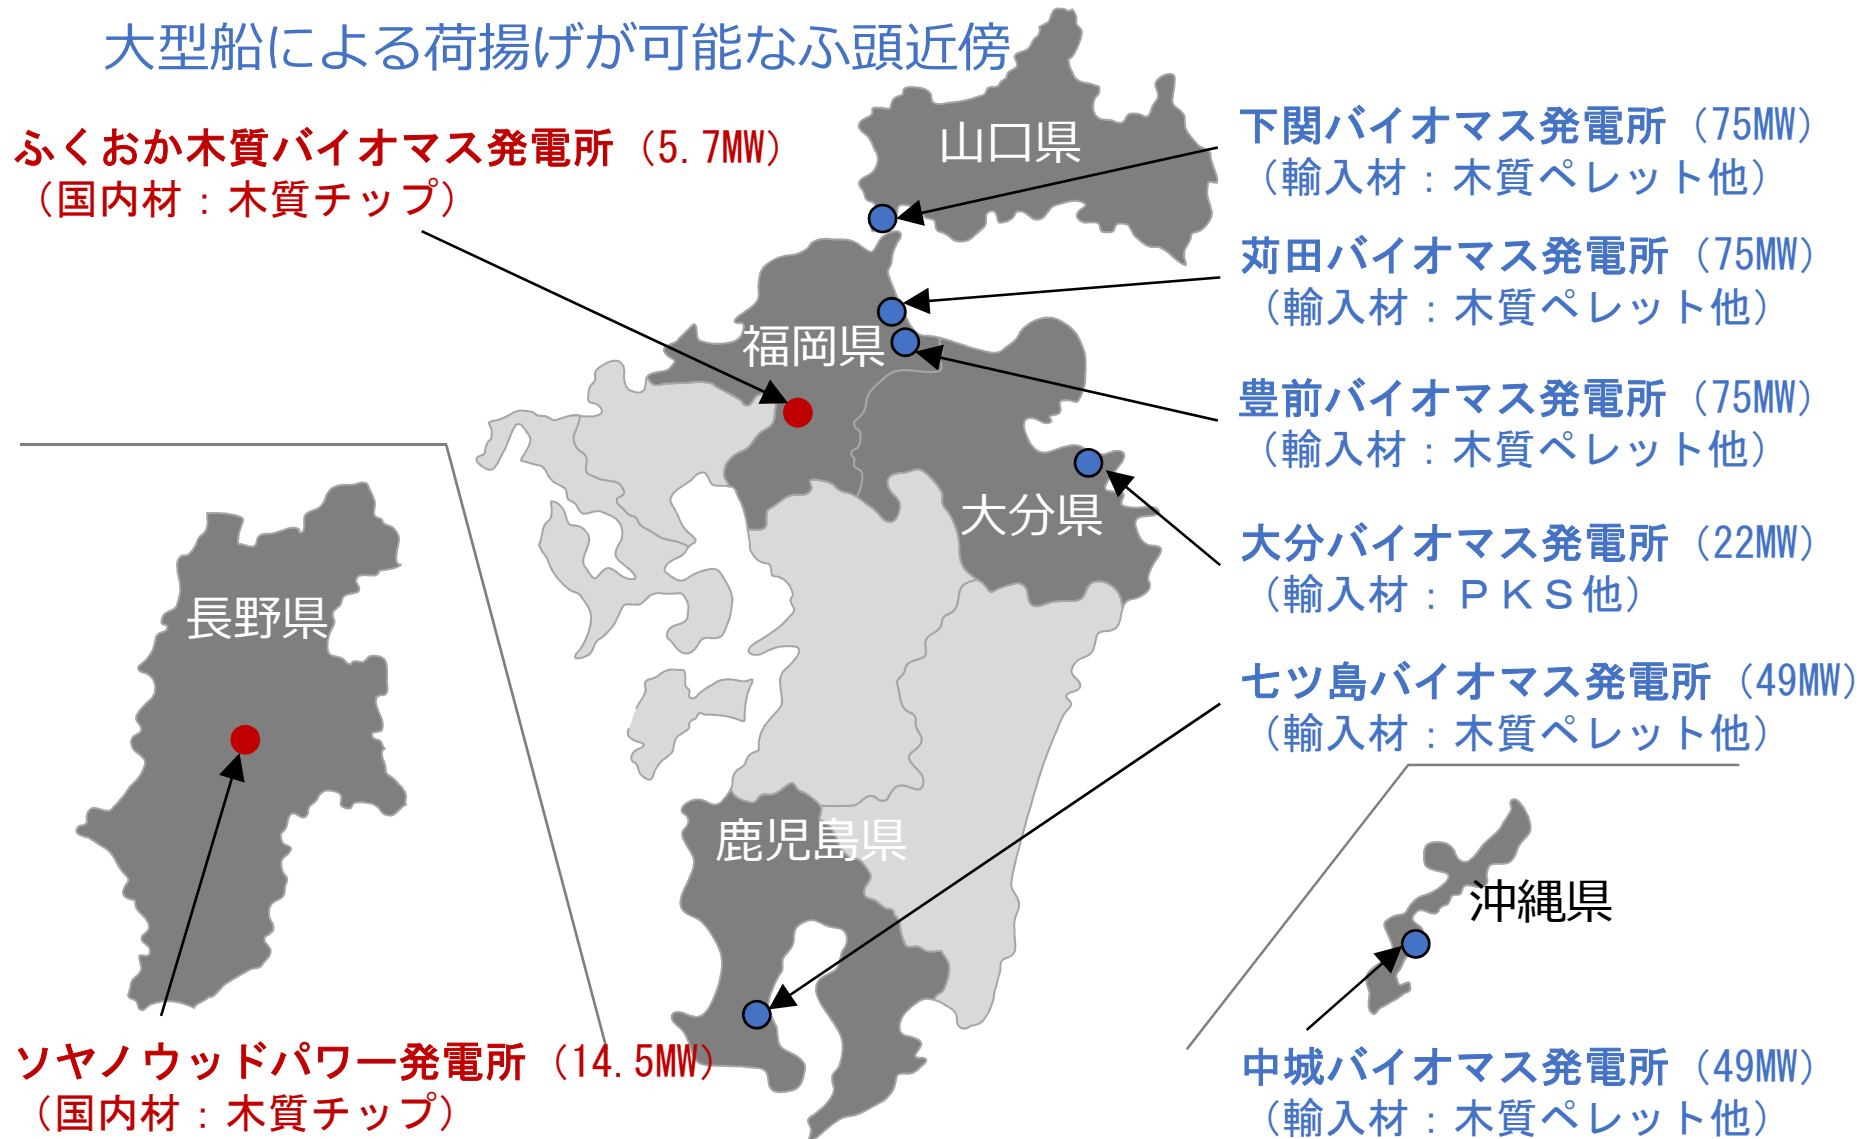 大型船による荷揚げが可能なふ頭近傍
ふくおか木質バイオマス発電所（5.7MW）
（国内材：木質チップ）
山口県
下関バイオマス発電所（75MW）
（輸入材：木質ペレット他）
苅田バイオマス発電所（75MW）
（輸入材：木質ペレット他）
福岡県
豊前バイオマス発電所（75MW）
（輸入材：木質ペレット他）
大分県
大分バイオマス発電所（22MW）
（輸入材：ＰＫＳ他）
長野県
七ツ島バイオマス発電所（49MW）
（輸入材：木質ペレット他）
鹿児島県
沖縄県
ソヤノウッドパワー発電所（14.5MW）
（国内材：木質チップ）
中城バイオマス発電所（49MW）
（輸入材：木質ペレット他）